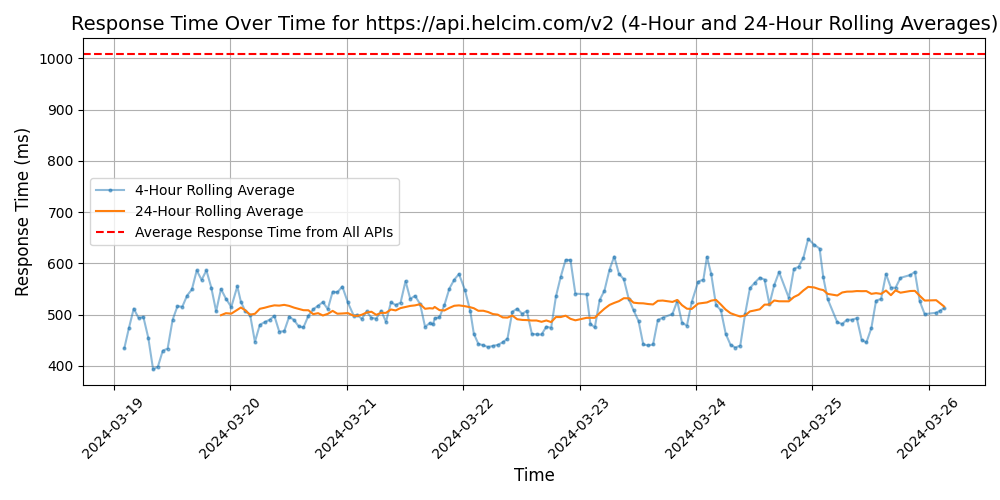 Response Time Over Time for https://api.helcim.com/v2 (4-Hour and 24-Hour Rolling Averages)
Response Time (ms)
1000
900
800
700
600
500
400
4-Hour Rolling Average
24-Hour Rolling Average
Average Response Time from All APIs
2024-03-19
2024-03-20
2024-03-21
2024-03-22
2024-03-23
2024-03-24
2024-03-25
2024-03-26
Time